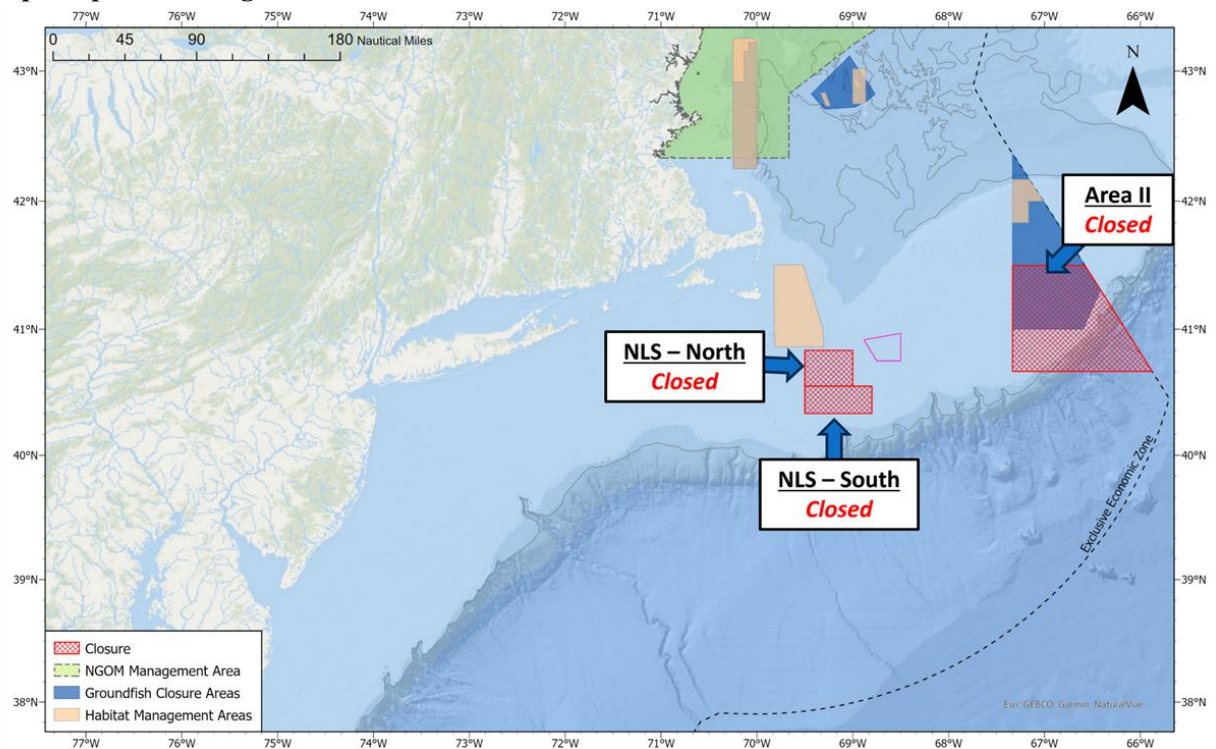 77°W 76°W 75°W 74°W 73°W 72°W 71°W 70°W 69°W 68°W 67°W 66°W
0 45 90 180 Nautical Miles
N
43°N 43°N
42°N 42°N
Area II
Closed
41°N 41°N
NLS – North
Closed
40°N 40°N
NLS – South
Closed
Exclusive Economic Zone
39°N 39°N
Closure
NGOM Management Area
Groundfish Closure Areas
Habitat Management Areas
38°N 38°N
Esri, GEBCO, Garmin, NaturalVue
77°W 76°W 75°W 74°W 73°W 72°W 71°W 70°W 69°W 68°W 67°W 66°W